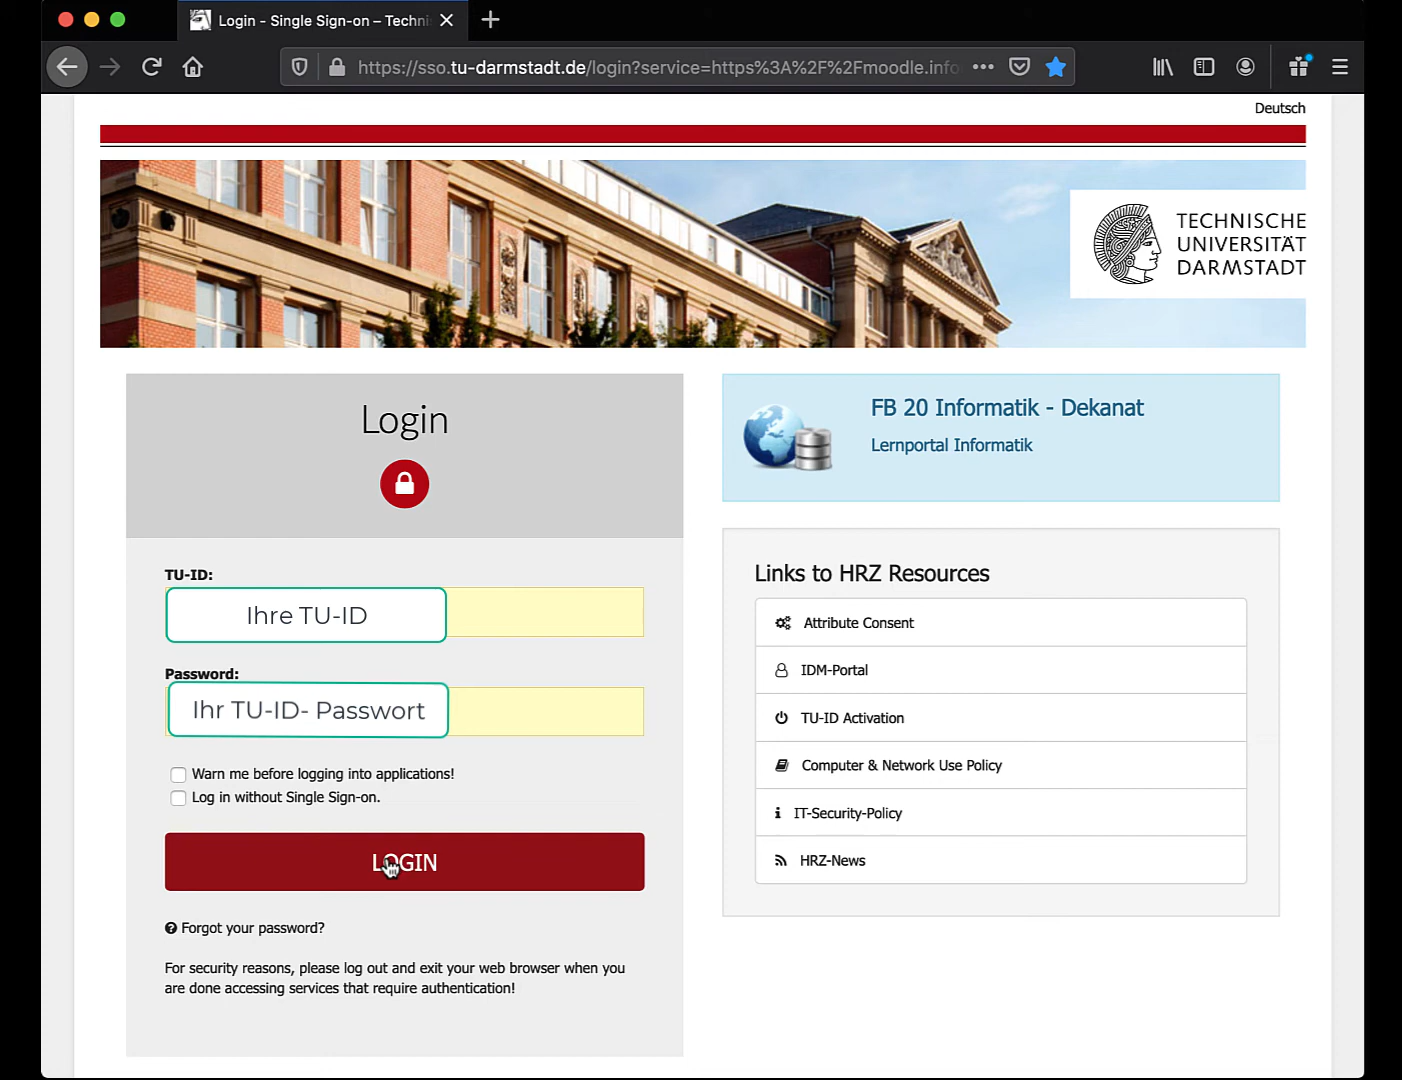 Login - Single Sign-on – Techni
https://sso.tu-darmstadt.de/login?service=https%3A%2F%2Fmoodle.info
Deutsch
TECHNISCHE
UNIVERSITÄT
DARMSTADT
Login
TU-ID:
Ihre TU-ID
Password:
Ihr TU-ID- Passwort
Warn me before logging into applications!
Log in without Single Sign-on.
LOGIN
Forgot your password?
For security reasons, please log out and exit your web browser when you
are done accessing services that require authentication!
FB 20 Informatik - Dekanat
Lernportal Informatik
Links to HRZ Resources
Attribute Consent
IDM-Portal
TU-ID Activation
Computer & Network Use Policy
IT-Security-Policy
HRZ-News